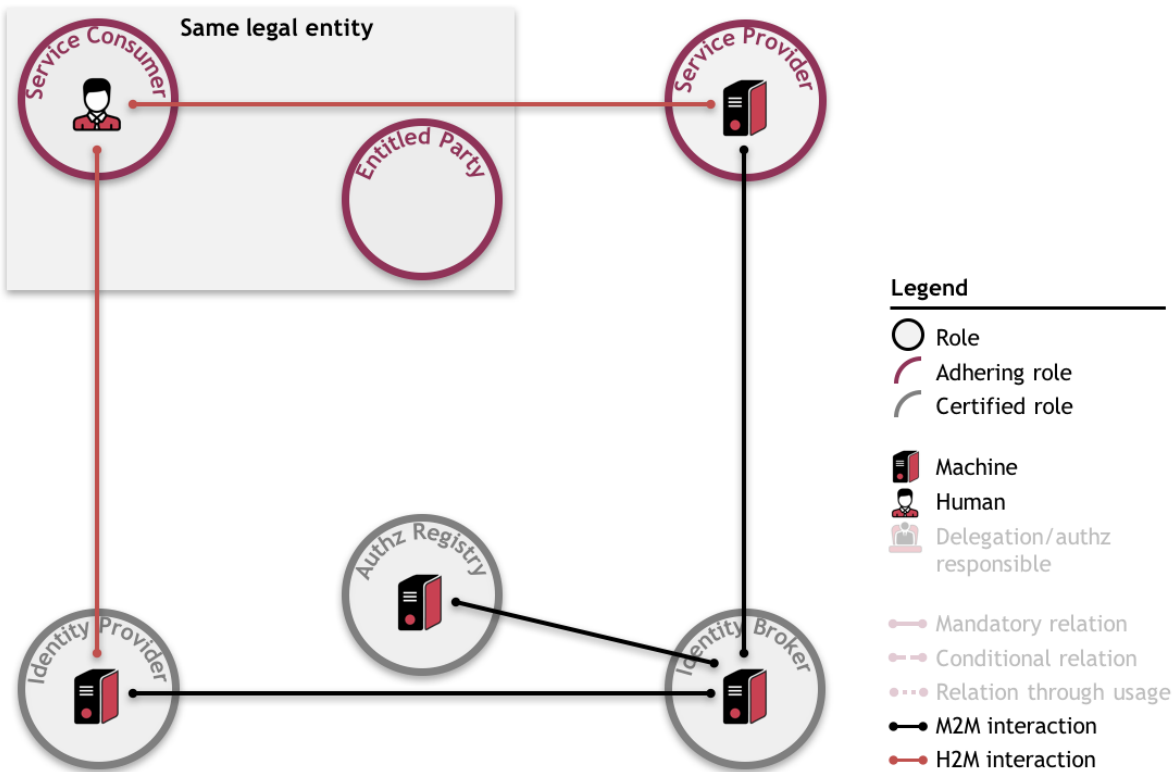 Same legal entity
Service Consumer
Service Provider
Entitled Party
Authz Registry
Identity Provider
Identity Broker
Legend
Role
Adhering role
Certified role
Machine
Human
Delegation/authz
responsible
Mandatory relation
Conditional relation
Relation through usage
M2M interaction
H2M interaction